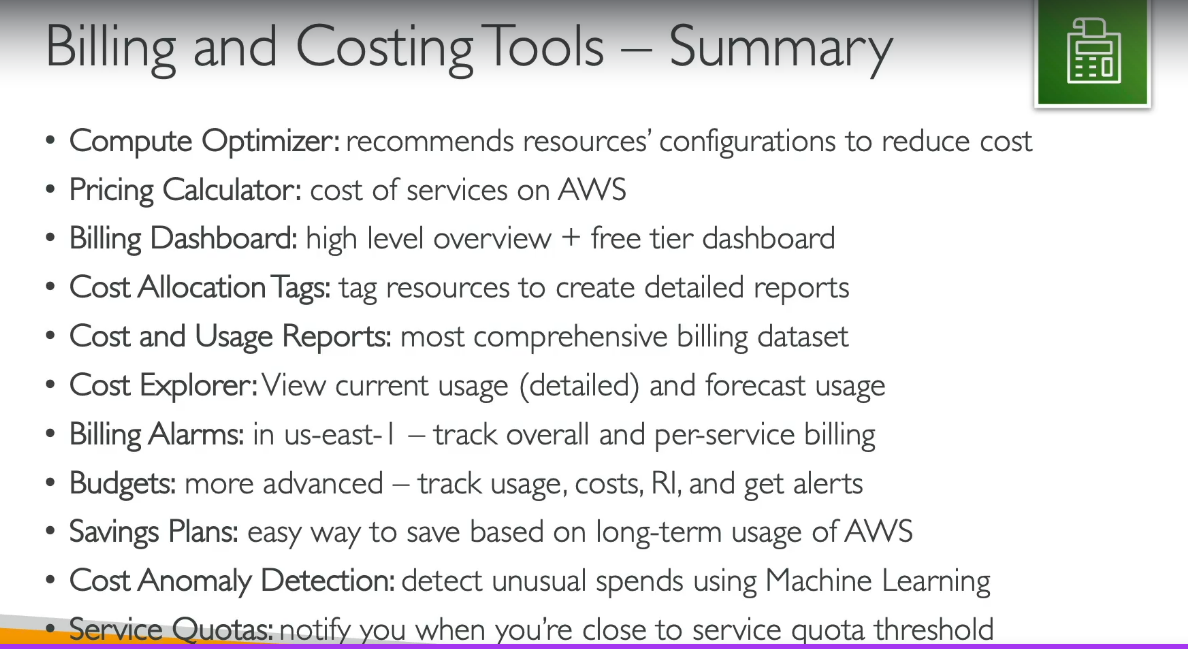 Billing and Costing Tools – Summary
• Compute Optimizer: recommends resources’ configurations to reduce cost
• Pricing Calculator: cost of services on AWS
• Billing Dashboard: high level overview + free tier dashboard
• Cost Allocation Tags: tag resources to create detailed reports
• Cost and Usage Reports: most comprehensive billing dataset
• Cost Explorer: View current usage (detailed) and forecast usage
• Billing Alarms: in us-east-1 – track overall and per-service billing
• Budgets: more advanced – track usage, costs, RI, and get alerts
• Savings Plans: easy way to save based on long-term usage of AWS
• Cost Anomaly Detection: detect unusual spends using Machine Learning
• Service Quotas: notify you when you’re close to service quota threshold